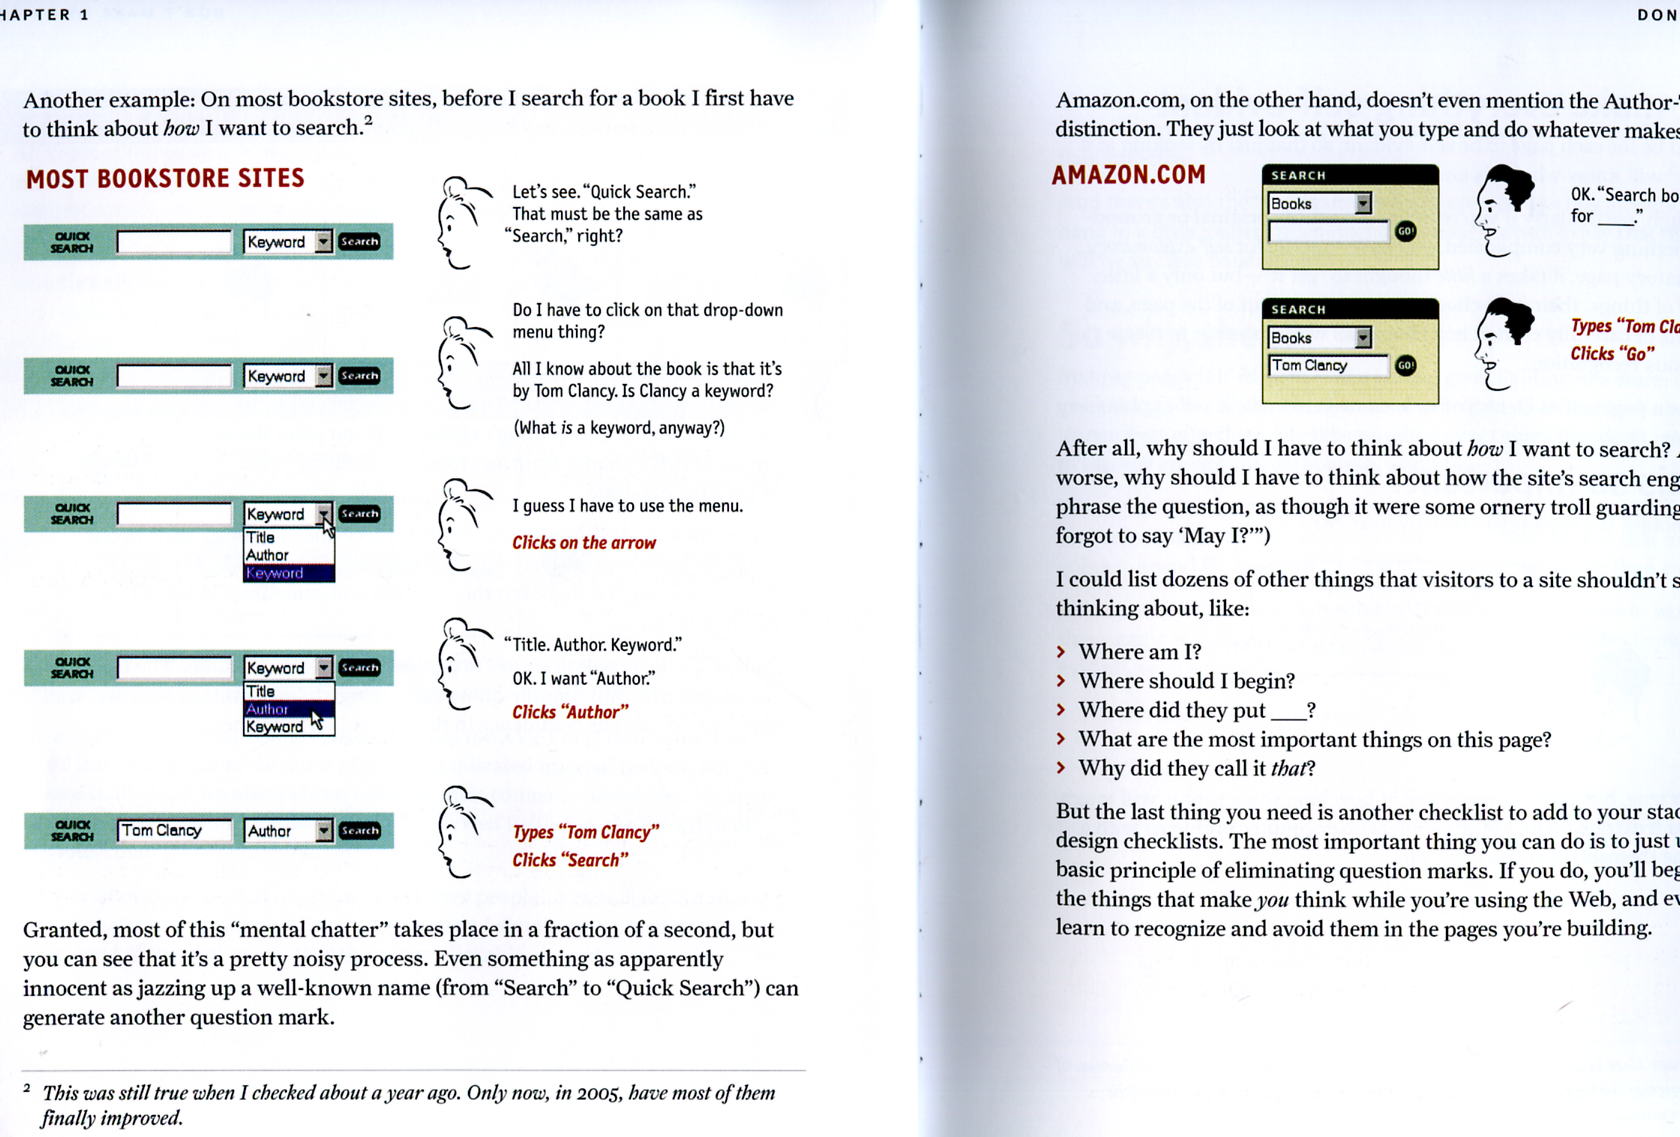 HAPTER 1
Another example: On most bookstore sites, before I search for a book I first have
to think about how I want to search.2
MOST BOOKSTORE SITES
QUICK
SEARCH
Keyword
Search
Let's see. “Quick Search.”
That must be the same as
“Search,” right?
QUICK
SEARCH
Keyword
Search
Do I have to click on that drop-down
menu thing?
All I know about the book is that it's
by Tom Clancy. Is Clancy a keyword?
(What is a keyword, anyway?)
QUICK
SEARCH
Keyword
Search
Title
Author
Keyword
I guess I have to use the menu.
Clicks on the arrow
QUICK
SEARCH
Keyword
Search
Title
Author
Keyword
“Title. Author. Keyword.”
OK. I want “Author.”
Clicks “Author”
QUICK
SEARCH
Tom Clancy
Author
Search
Types “Tom Clancy”
Clicks “Search”
Granted, most of this “mental chatter” takes place in a fraction of a second, but
you can see that it's a pretty noisy process. Even something as apparently
innocent as jazzing up a well-known name (from “Search” to “Quick Search”) can
generate another question mark.
2 This was still true when I checked about a year ago. Only now, in 2005, have most of them
finally improved.
DON
Amazon.com, on the other hand, doesn't even mention the Author-
distinction. They just look at what you type and do whatever makes
AMAZON.COM
SEARCH
Books
GO!
OK. “Search bo
for ____.”
SEARCH
Books
Tom Clancy
GO!
Types “Tom Cla
Clicks “Go”
After all, why should I have to think about how I want to search?
worse, why should I have to think about how the site's search eng
phrase the question, as though it were some ornery troll guarding
forgot to say ‘May I?’”)
I could list dozens of other things that visitors to a site shouldn't s
thinking about, like:
> Where am I?
> Where should I begin?
> Where did they put ___?
> What are the most important things on this page?
> Why did they call it that?
But the last thing you need is another checklist to add to your stac
design checklists. The most important thing you can do is to just u
basic principle of eliminating question marks. If you do, you'll beg
the things that make you think while you're using the Web, and ev
learn to recognize and avoid them in the pages you're building.